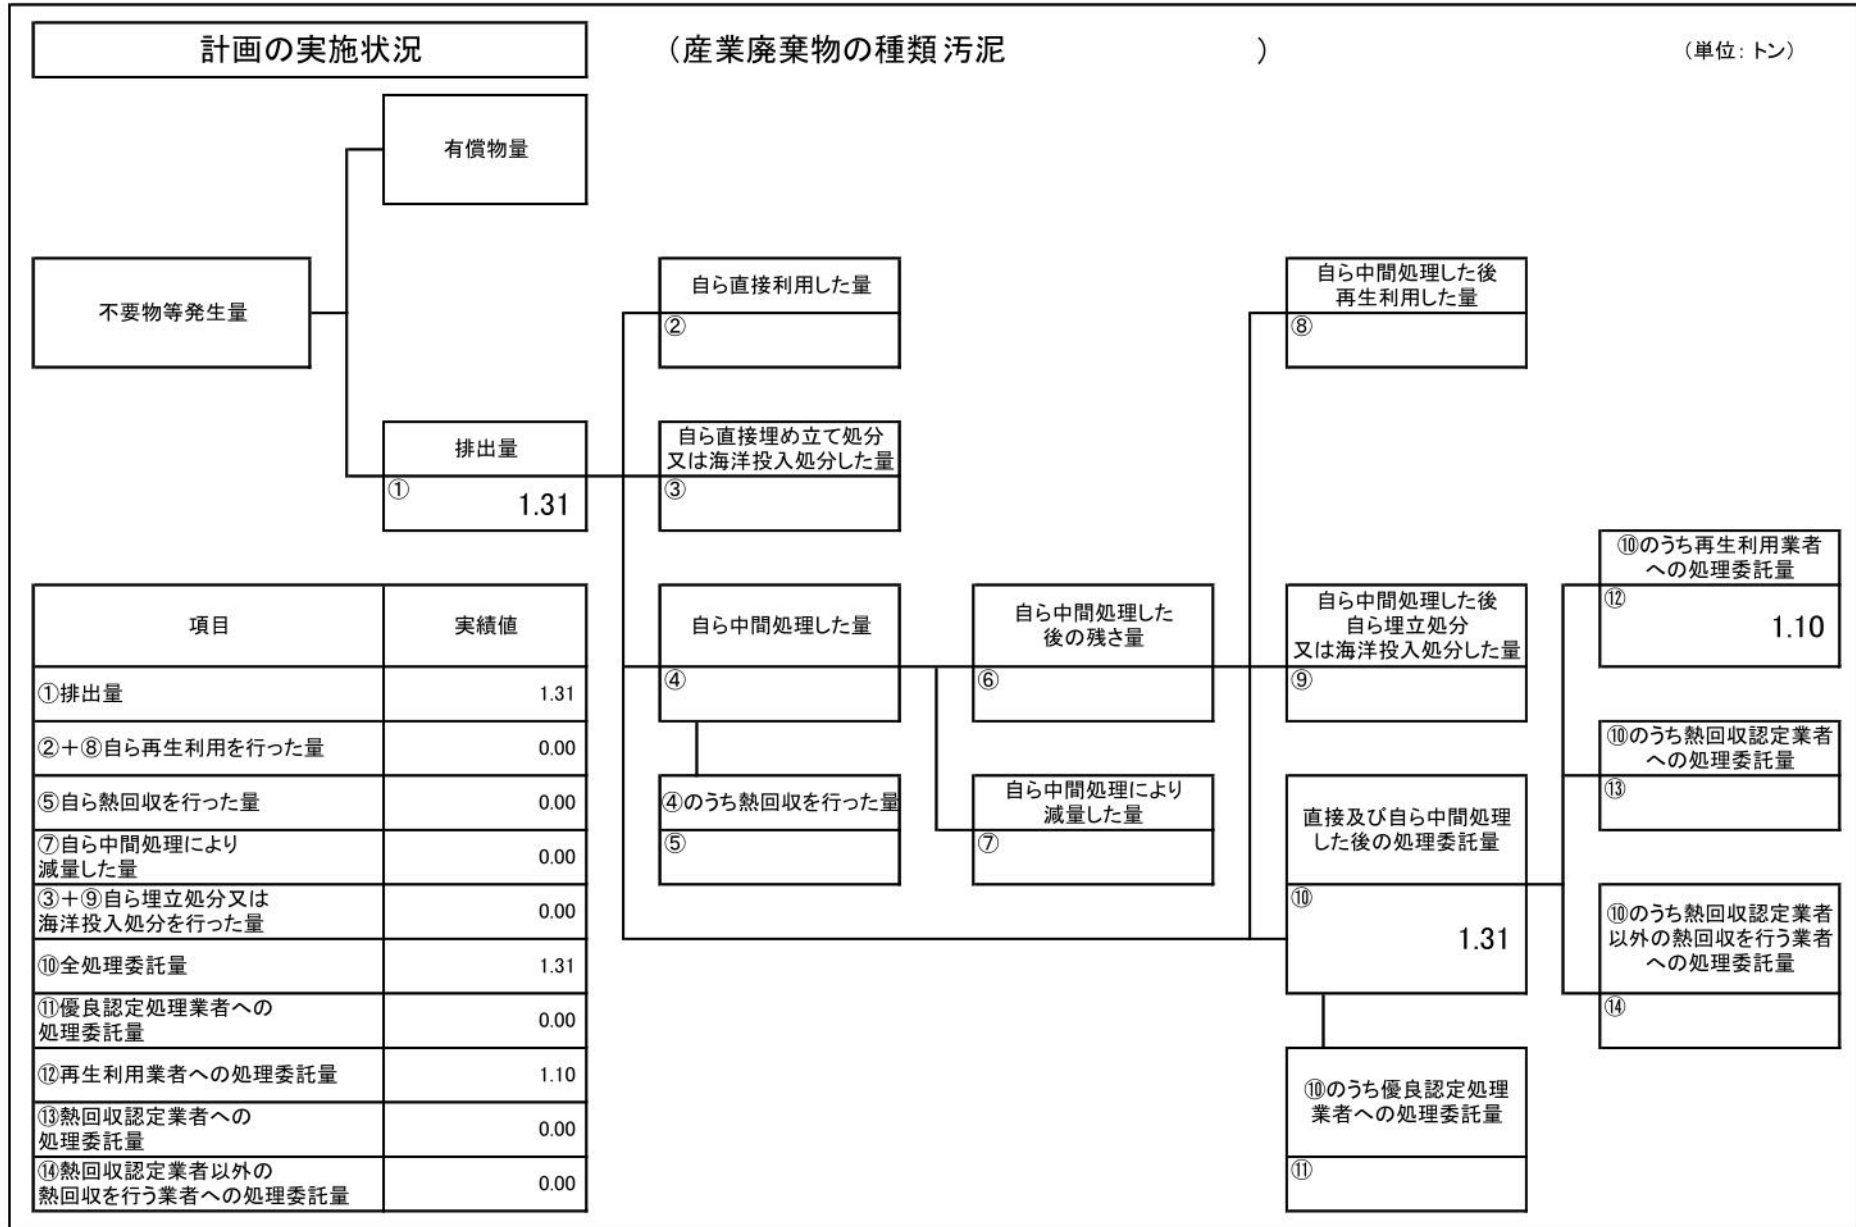 計画の実施状況
（産業廃棄物の種類 汚泥　　　　　　　　　　）
（単位：トン）
有償物量
不要物等発生量
自ら直接利用した量
②
自ら中間処理した後
再生利用した量
⑧
排出量
①
1.31
自ら直接埋め立て処分
又は海洋投入処分した量
③
⑩のうち再生利用業者
への処理委託量
⑫
1.10
自ら中間処理した量
④
自ら中間処理した
後の残さ量
⑥
自ら中間処理した後
自ら埋立処分
又は海洋投入処分した量
⑨
⑩のうち熱回収認定業者
への処理委託量
⑬
④のうち熱回収を行った量
⑤
自ら中間処理により
減量した量
⑦
直接及び自ら中間処理
した後の処理委託量
⑩
1.31
⑩のうち熱回収認定業者
以外の熱回収を行う業者
への処理委託量
⑭
⑩のうち優良認定処理
業者への処理委託量
⑪
項目 実績値
①排出量 1.31
②＋⑧自ら再生利用を行った量 0.00
⑤自ら熱回収を行った量 0.00
⑦自ら中間処理により
減量した量 0.00
③＋⑨自ら埋立処分又は
海洋投入処分を行った量 0.00
⑩全処理委託量 1.31
⑪優良認定処理業者への
処理委託量 0.00
⑫再生利用業者への処理委託量 1.10
⑬熱回収認定業者への
処理委託量 0.00
⑭熱回収認定業者以外の
熱回収を行う業者への処理委託量 0.00